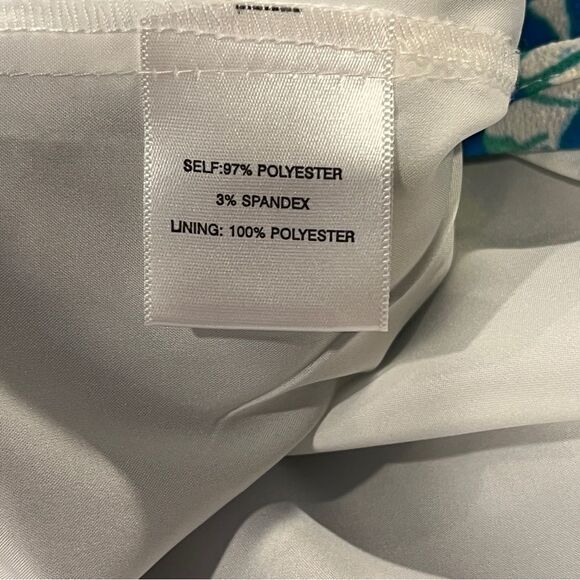 SELF:97% POLYESTER
3% SPANDEX
LINING: 100% POLYESTER